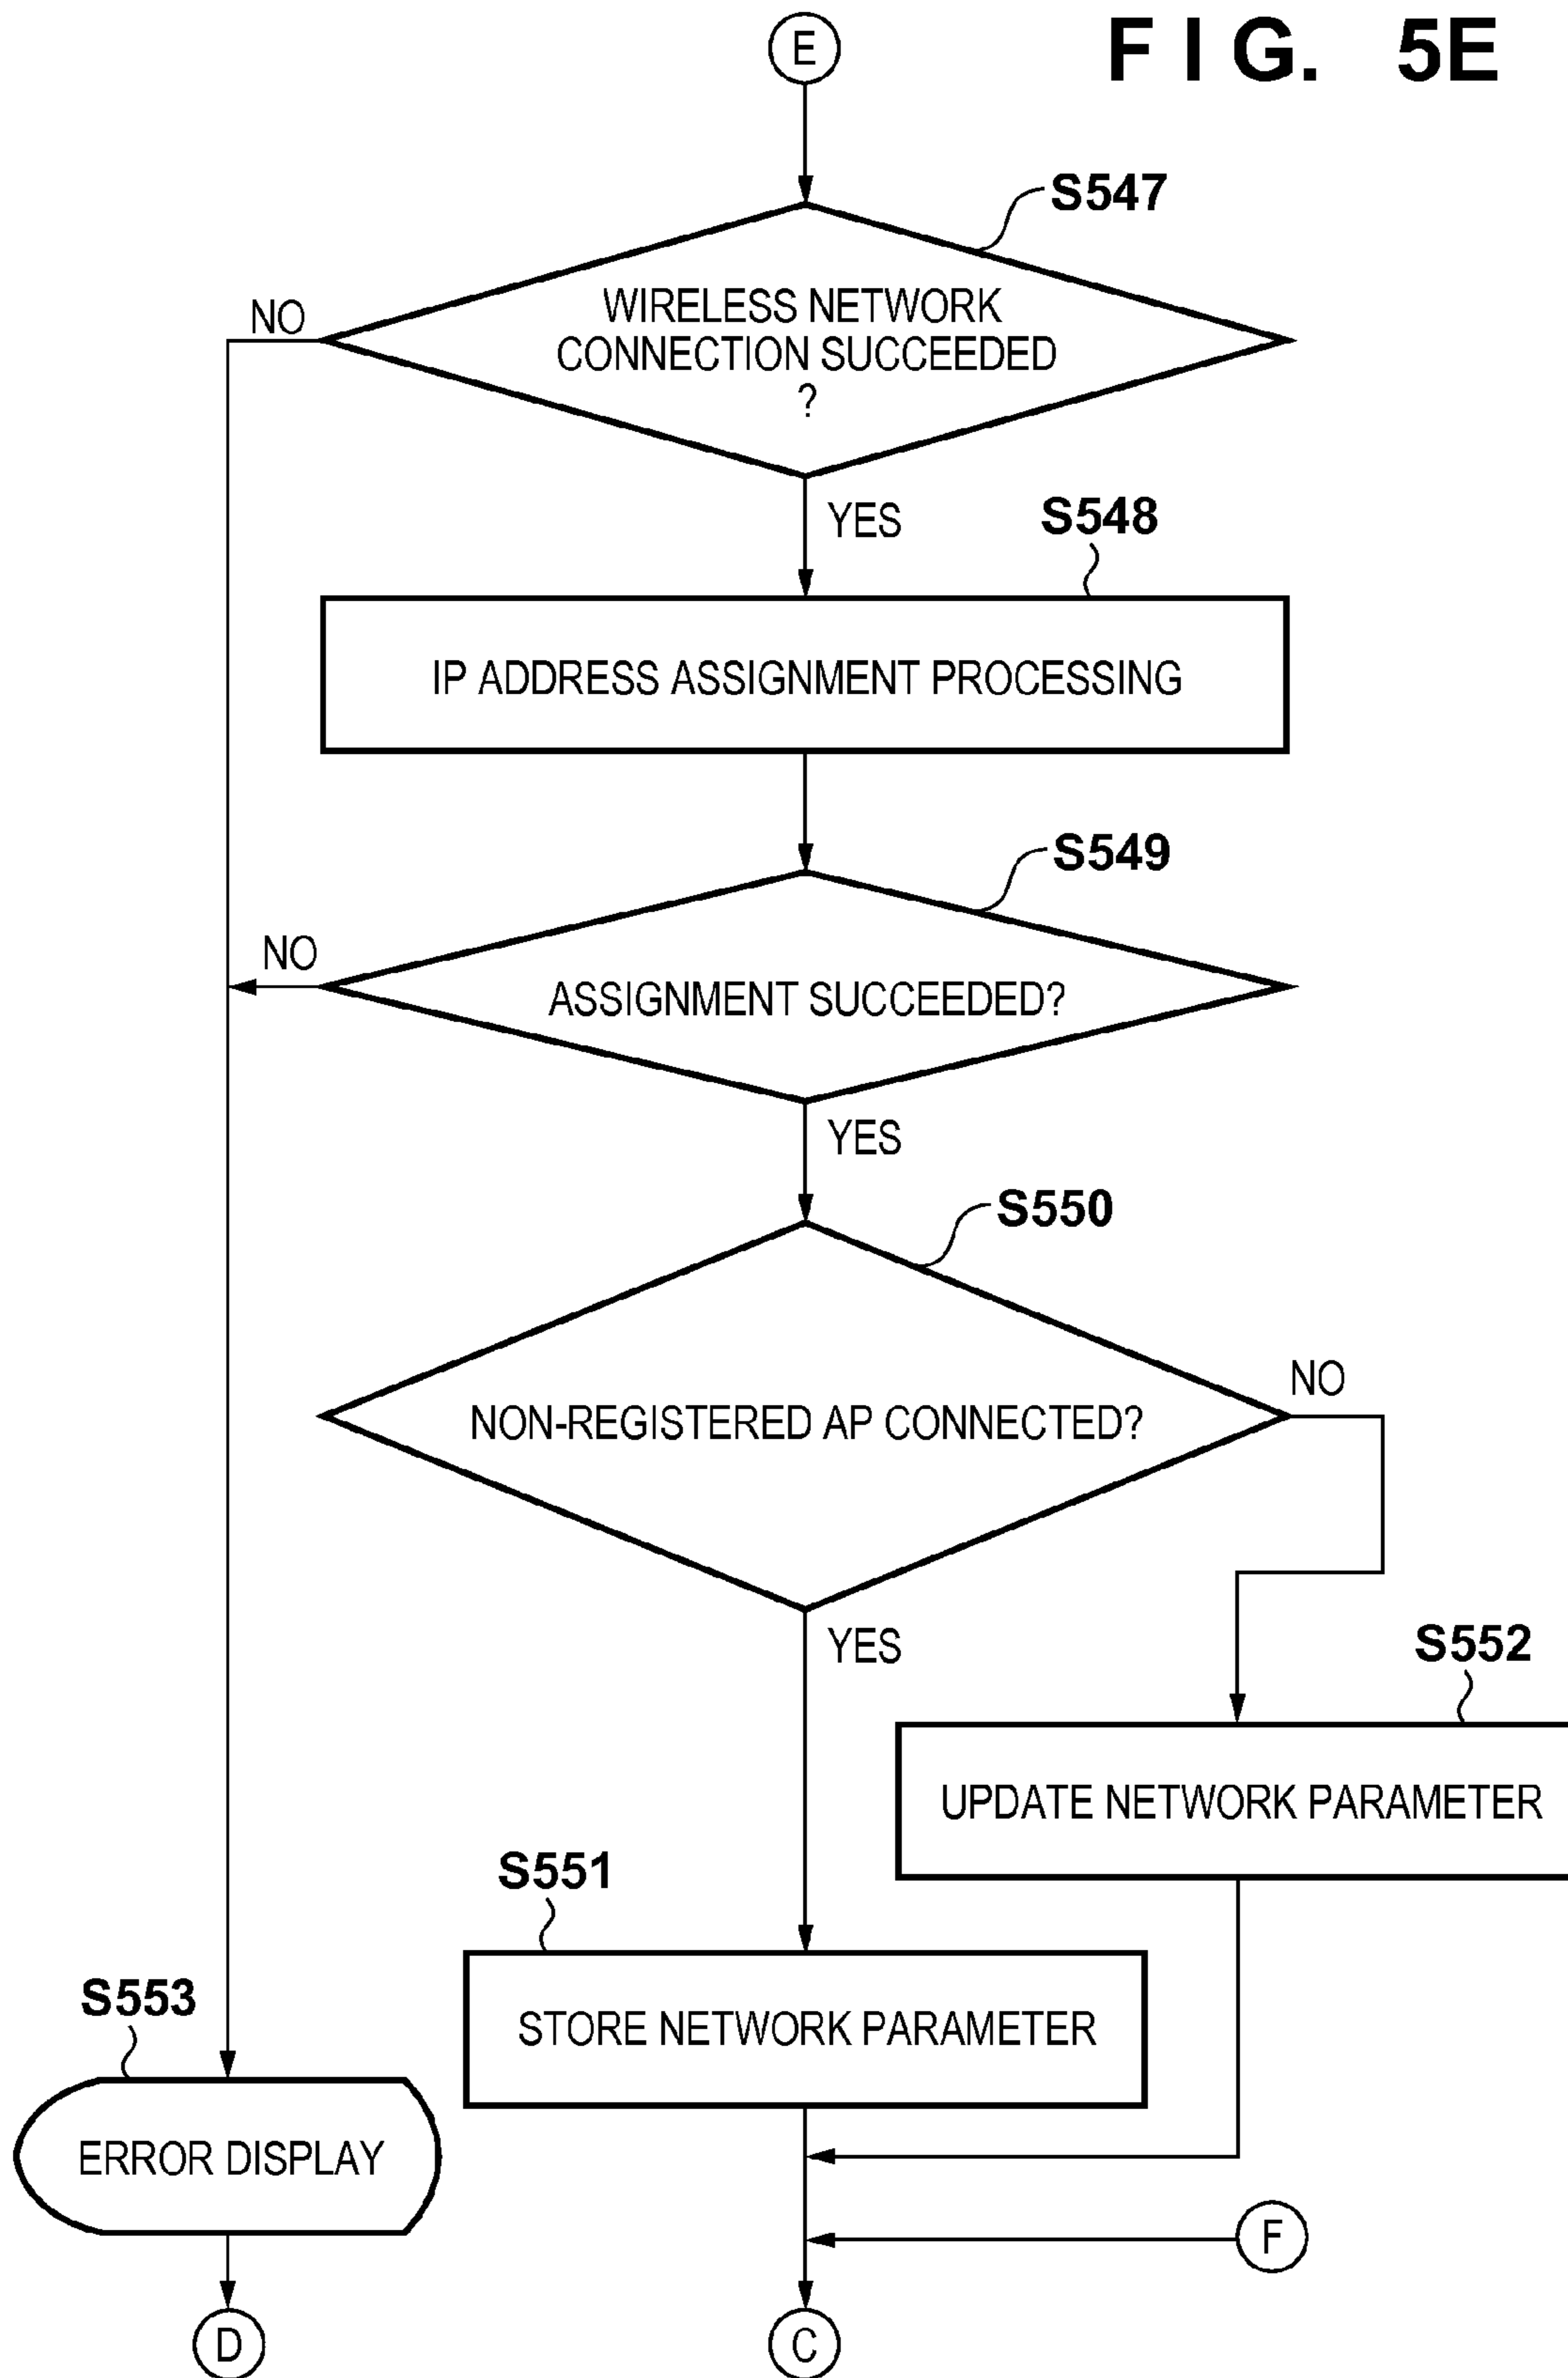 E
FIG. 5E
S547
NO
WIRELESS NETWORK
CONNECTION SUCCEEDED
?
YES
S548
IP ADDRESS ASSIGNMENT PROCESSING
S549
NO
ASSIGNMENT SUCCEEDED?
YES
S550
NO
NON-REGISTERED AP CONNECTED?
YES
S552
UPDATE NETWORK PARAMETER
S551
STORE NETWORK PARAMETER
S553
ERROR DISPLAY
F
D
C